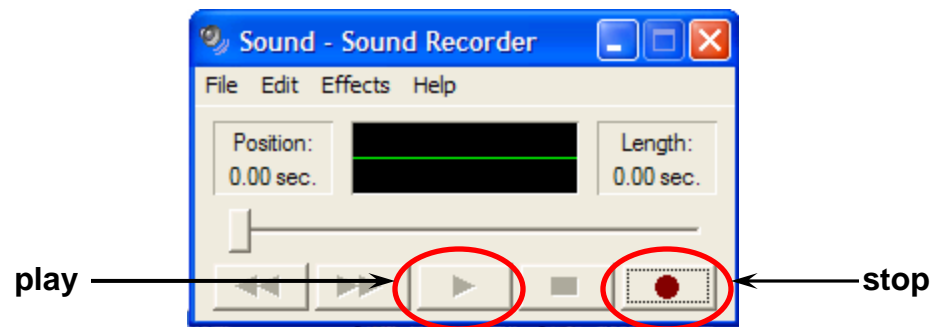 Sound - Sound Recorder
File Edit Effects Help
Position:
0.00 sec.
Length:
0.00 sec.
play
stop